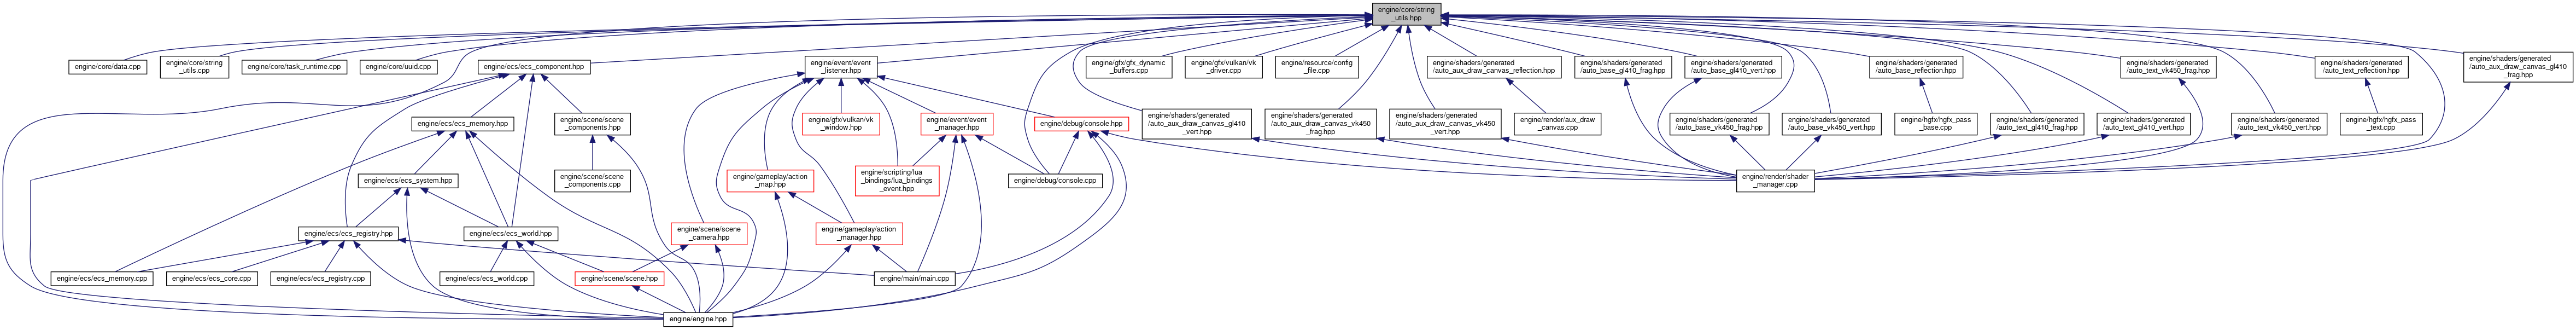 engine/core/string
_utils.hpp
engine/core/data.cpp
engine/core/string
_utils.cpp
engine/core/task_runtime.cpp
engine/core/uuid.cpp
engine/ecs/ecs_component.hpp
engine/event/event
_listener.hpp
engine/gfx/gfx_dynamic
_buffers.cpp
engine/gfx/vulkan/vk
_driver.cpp
engine/resource/config
_file.cpp
engine/shaders/generated
/auto_aux_draw_canvas_reflection.hpp
engine/shaders/generated
/auto_base_gl410_frag.hpp
engine/shaders/generated
/auto_base_gl410_vert.hpp
engine/shaders/generated
/auto_base_reflection.hpp
engine/shaders/generated
/auto_text_vk450_frag.hpp
engine/shaders/generated
/auto_text_reflection.hpp
engine/shaders/generated
/auto_aux_draw_canvas_gl410
_frag.hpp
engine/ecs/ecs_memory.hpp
engine/scene/scene
_components.hpp
engine/gfx/vulkan/vk
_window.hpp
engine/event/event
_manager.hpp
engine/debug/console.hpp
engine/shaders/generated
/auto_aux_draw_canvas_gl410
_vert.hpp
engine/shaders/generated
/auto_aux_draw_canvas_vk450
_frag.hpp
engine/shaders/generated
/auto_aux_draw_canvas_vk450
_vert.hpp
engine/render/aux_draw
_canvas.cpp
engine/shaders/generated
/auto_base_vk450_frag.hpp
engine/shaders/generated
/auto_base_vk450_vert.hpp
engine/hgfx/hgfx_pass
_base.cpp
engine/shaders/generated
/auto_text_gl410_frag.hpp
engine/shaders/generated
/auto_text_gl410_vert.hpp
engine/shaders/generated
/auto_text_vk450_vert.hpp
engine/hgfx/hgfx_pass
_text.cpp
engine/ecs/ecs_system.hpp
engine/scene/scene
_components.cpp
engine/gameplay/action
_map.hpp
engine/scripting/lua
_bindings/lua_bindings
_event.hpp
engine/debug/console.cpp
engine/render/shader
_manager.cpp
engine/ecs/ecs_registry.hpp
engine/ecs/ecs_world.hpp
engine/scene/scene
_camera.hpp
engine/gameplay/action
_manager.hpp
engine/ecs/ecs_memory.cpp
engine/ecs/ecs_core.cpp
engine/ecs/ecs_registry.cpp
engine/ecs/ecs_world.cpp
engine/scene/scene.hpp
engine/main/main.cpp
engine/engine.hpp